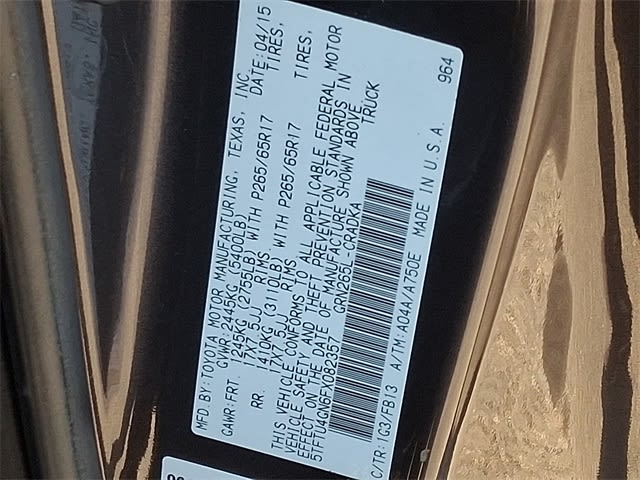 MFD BY: TOYOTA MOTOR MANUFACTURING, TEXAS, INC.
GVWR: 2445KG (5400LB) DATE: 04/15
GAWR: FRT. 1245KG (2755LB) WITH P265/65R17 TIRES,
17X7.5JJ RIMS
RR. 1410KG (3110LB) WITH P265/65R17 TIRES,
17X7.5JJ RIMS
THIS VEHICLE CONFORMS TO ALL APPLICABLE FEDERAL MOTOR
VEHICLE SAFETY AND THEFT PREVENTION STANDARDS IN
EFFECT ON THE DATE OF MANUFACTURE SHOWN ABOVE.
5TFTU4GN5FX082357 GRN265L-CRADKA TRUCK
C/TR: 1G3/FB13 A/TM: A04A/A750E MADE IN U.S.A. 964